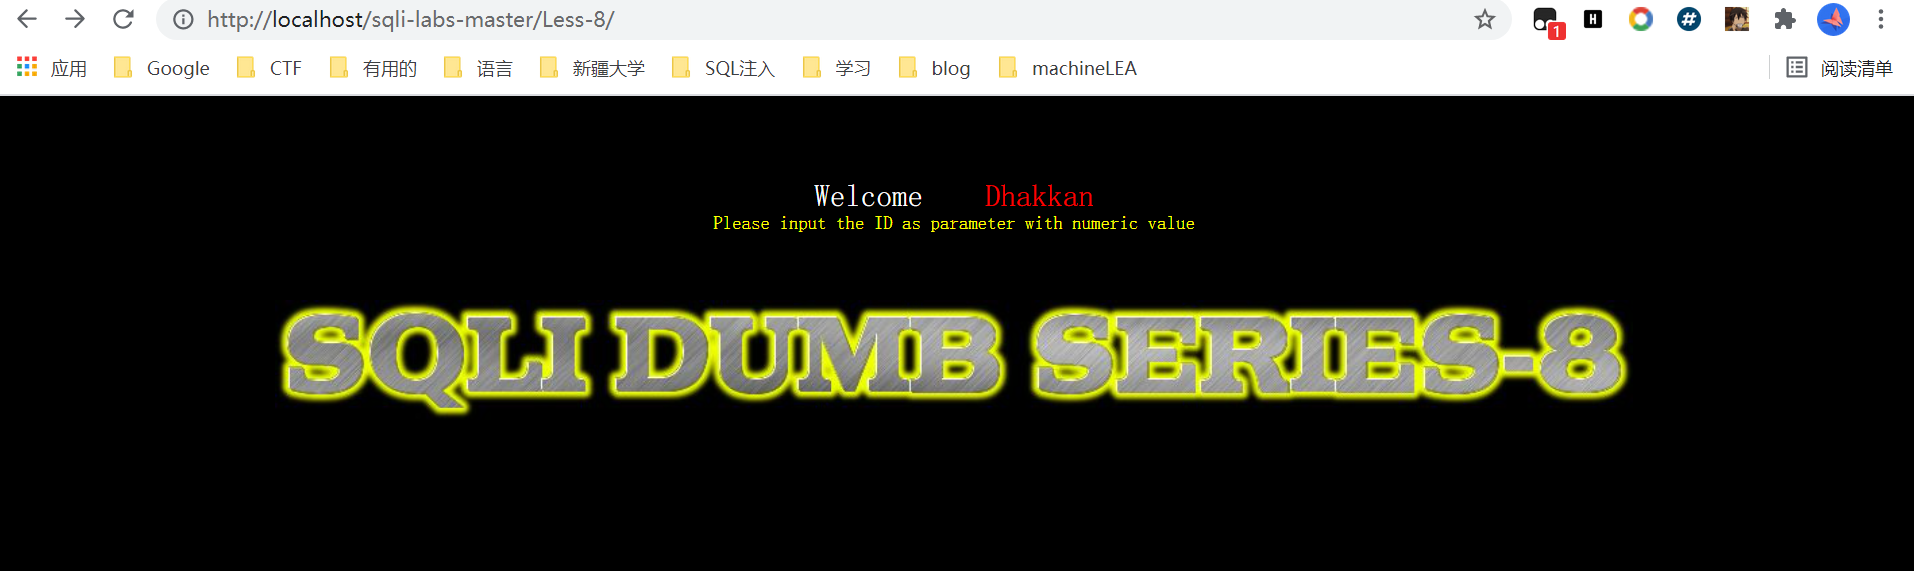 http://localhost/sqli-labs-master/Less-8/
1
H
#
应用 Google CTF 有用的 语言 新疆大学 SQL注入 学习 blog machineLEA 阅读清单
Welcome Dhakkan
Please input the ID as parameter with numeric value
SQLI DUMB SERIES-8